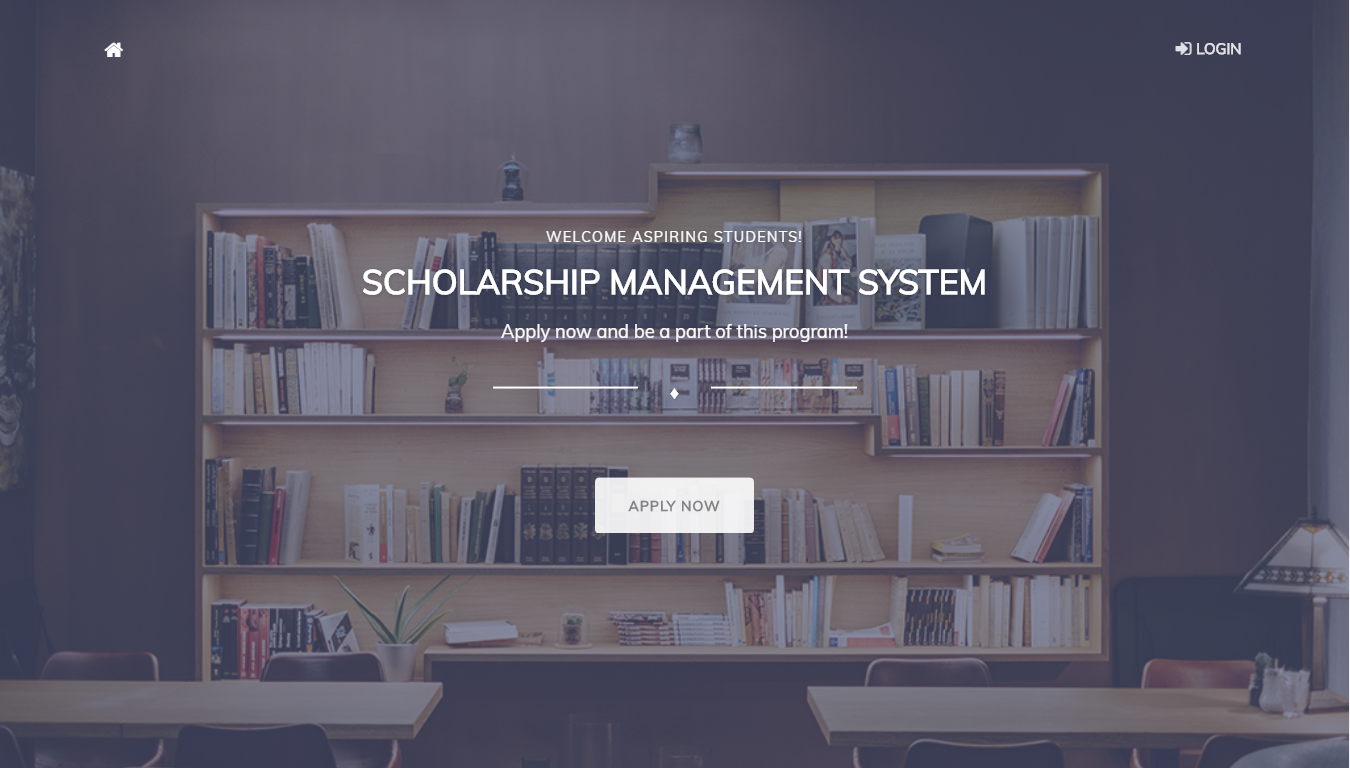 LOGIN
WELCOME ASPIRING STUDENTS!
SCHOLARSHIP MANAGEMENT SYSTEM
Apply now and be a part of this program!
APPLY NOW